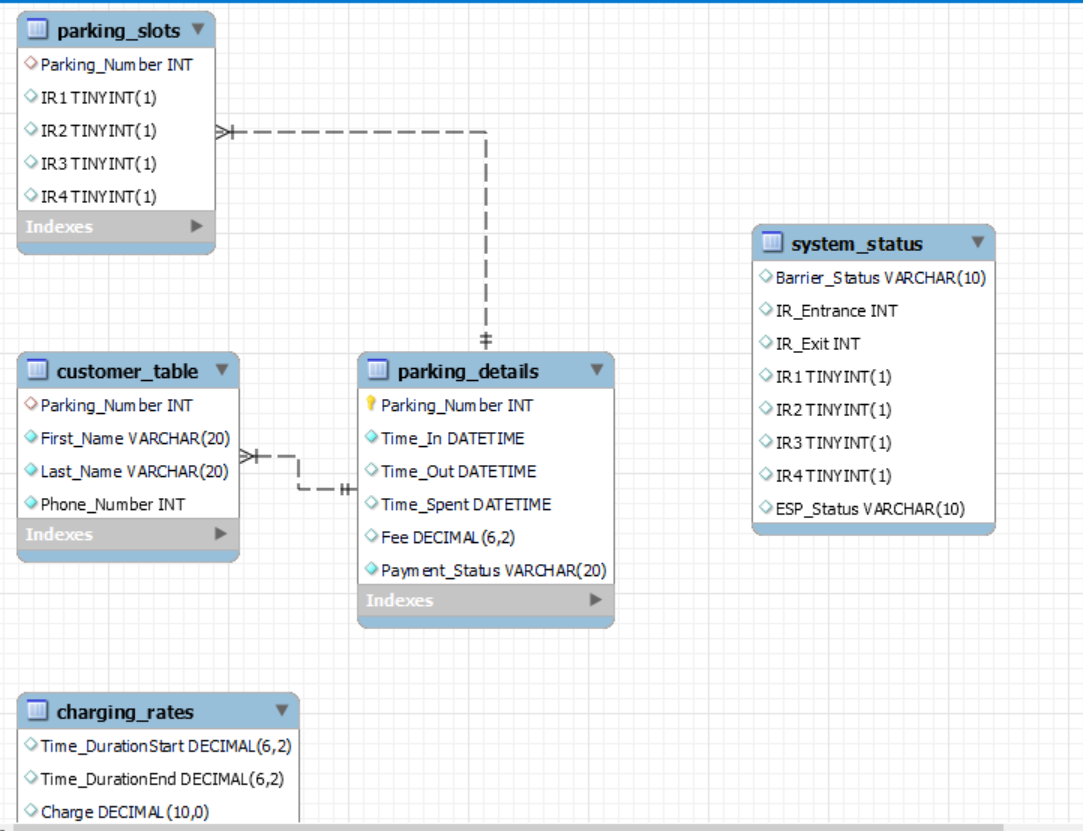 parking_slots
Parking_Number INT
IR1 TINYINT(1)
IR2 TINYINT(1)
IR3 TINYINT(1)
IR4 TINYINT(1)
Indexes
customer_table
Parking_Number INT
First_Name VARCHAR(20)
Last_Name VARCHAR(20)
Phone_Number INT
Indexes
parking_details
Parking_Number INT
Time_In DATETIME
Time_Out DATETIME
Time_Spent DATETIME
Fee DECIMAL(6,2)
Payment_Status VARCHAR(20)
Indexes
system_status
Barrier_Status VARCHAR(10)
IR_Entrance INT
IR_Exit INT
IR1 TINYINT(1)
IR2 TINYINT(1)
IR3 TINYINT(1)
IR4 TINYINT(1)
ESP_Status VARCHAR(10)
charging_rates
Time_DurationStart DECIMAL(6,2)
Time_DurationEnd DECIMAL(6,2)
Charge DECIMAL(10,0)